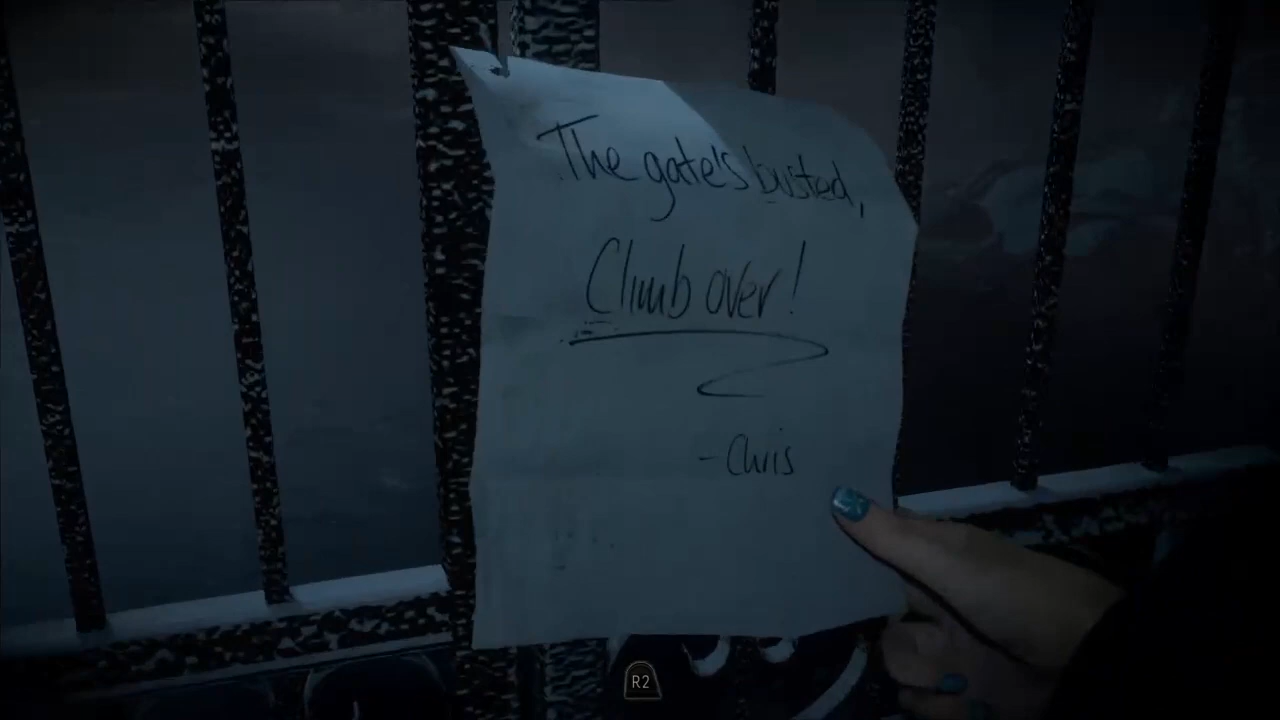 The gate's busted,
Climb over!
- Chris
R2